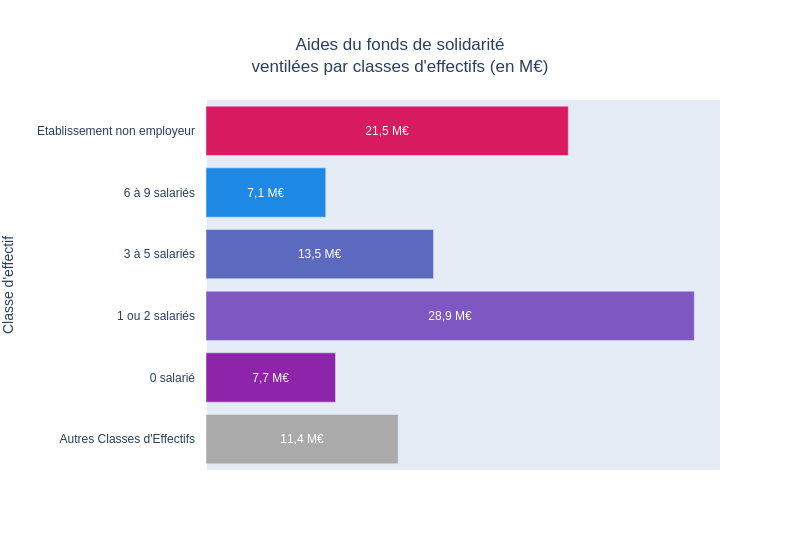 Aides du fonds de solidarité
ventilées par classes d'effectifs (en M€)
Classe d'effectif
Etablissement non employeur
21,5 M€
6 à 9 salariés
7,1 M€
3 à 5 salariés
13,5 M€
1 ou 2 salariés
28,9 M€
0 salarié
7,7 M€
Autres Classes d'Effectifs
11,4 M€